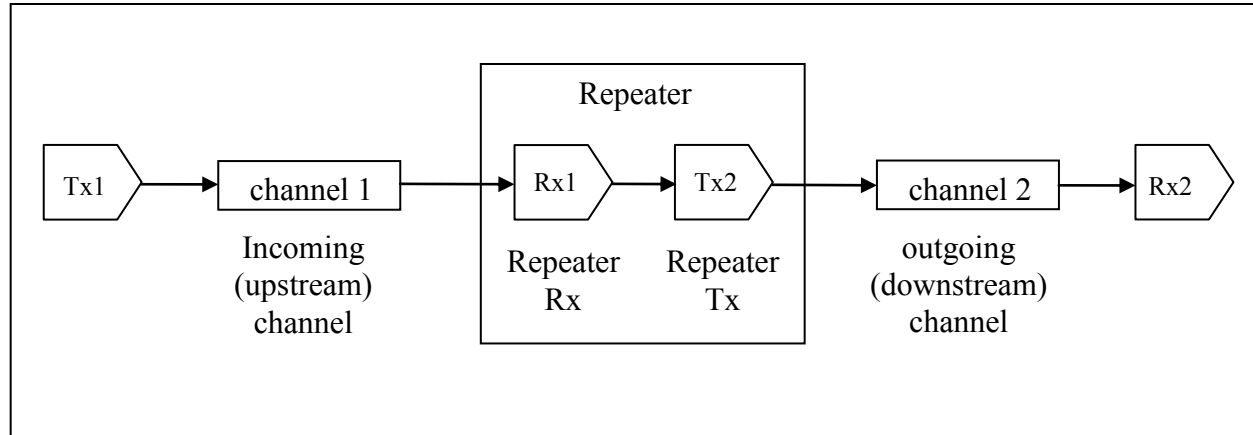 Repeater
Tx1
channel 1
Rx1
Tx2
channel 2
Rx2
Incoming
(upstream)
channel
Repeater
Rx
Repeater
Tx
outgoing
(downstream)
channel